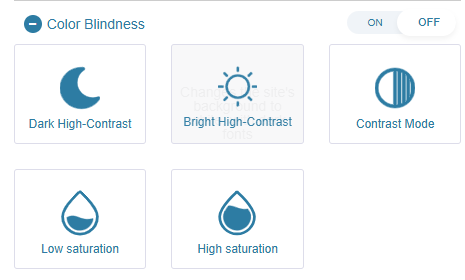 Color Blindness
ON
OFF
Dark High-Contrast
Bright High-Contrast
Contrast Mode
Low saturation
High saturation